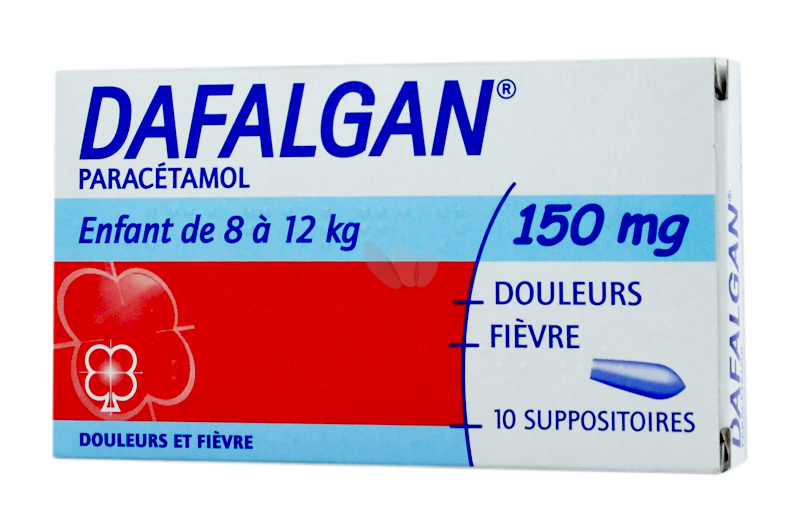 DAFALGAN®
PARACÉTAMOL
Enfant de 8 à 12 kg
150 mg
DOULEURS
FIÈVRE
10 SUPPOSITOIRES
DOULEURS ET FIÈVRE
DAFALGAN®